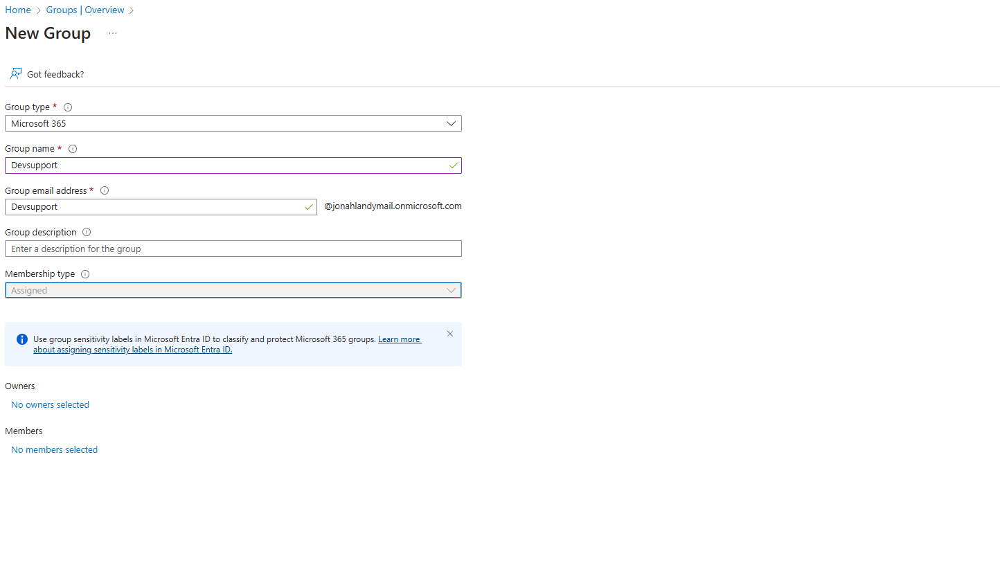 Home > Groups | Overview >
New Group ...
Got feedback?
Group type *
Microsoft 365
Group name *
Devsupport
Group email address *
Devsupport @jonahlandymail.onmicrosoft.com
Group description
Enter a description for the group
Membership type
Assigned
Use group sensitivity labels in Microsoft Entra ID to classify and protect Microsoft 365 groups. Learn more
about assigning sensitivity labels in Microsoft Entra ID.
Owners
No owners selected
Members
No members selected